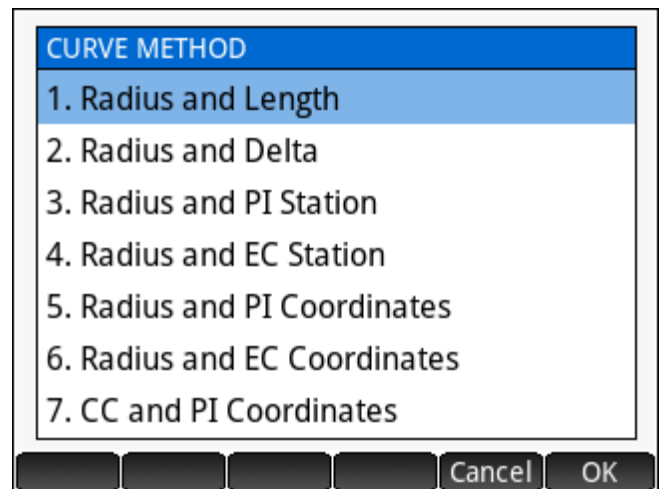 CURVE METHOD
1. Radius and Length
2. Radius and Delta
3. Radius and PI Station
4. Radius and EC Station
5. Radius and PI Coordinates
6. Radius and EC Coordinates
7. CC and PI Coordinates
Cancel OK